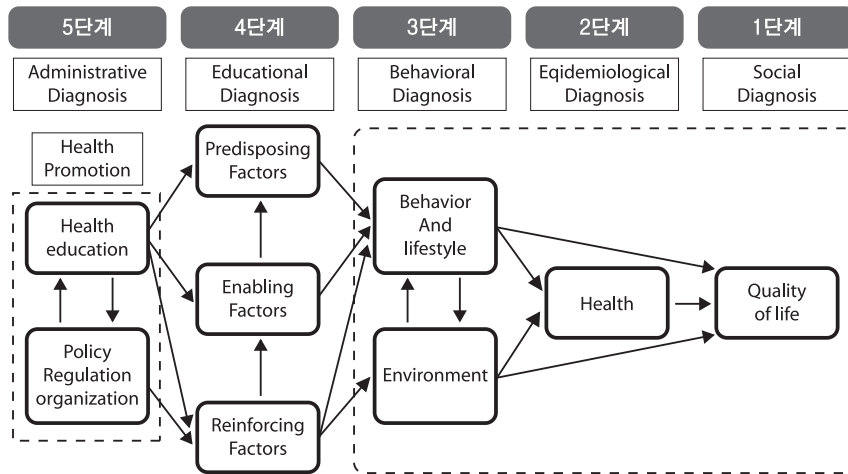 5단계
4단계
3단계
2단계
1단계
Administrative
Diagnosis
Educational
Diagnosis
Behavioral
Diagnosis
Eqidemiological
Diagnosis
Social
Diagnosis
Health
Promotion
Health
education
Policy
Regulation
organization
Predisposing
Factors
Enabling
Factors
Reinforcing
Factors
Behavior
And
lifestyle
Environment
Health
Quality
of life